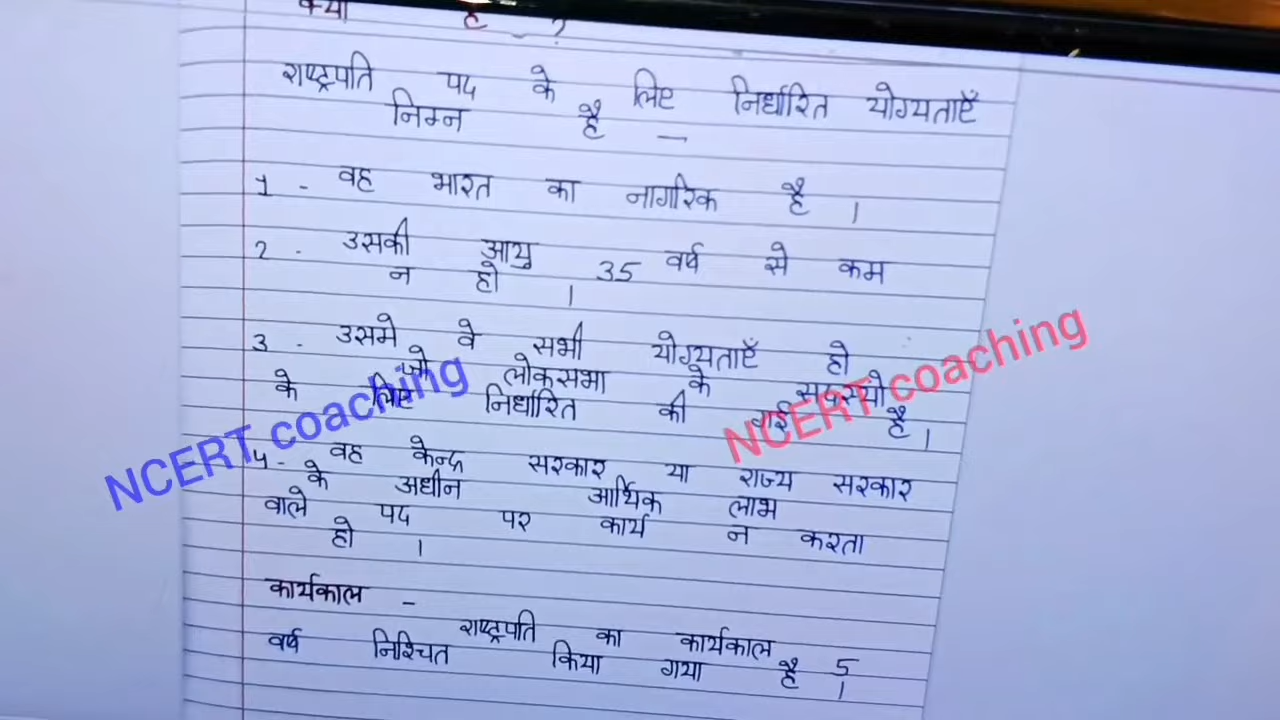 क्या है ?
राष्ट्रपति पद के लिए निर्धारित योग्यताएँ
निम्न है -
1 - वह भारत का नागरिक है ।
2 - उसकी आयु 35 वर्ष से कम
न हो ।
3 - उसमे वे सभी योग्यताएँ हो
जो लोकसभा के सदस्यो
के लिए निर्धारित की गई है ।
4 - वह केन्द्र सरकार या राज्य सरकार
के अधीन आर्थिक लाभ
वाले पद पर कार्य न करता
हो ।
कार्यकाल -
राष्ट्रपति का कार्यकाल 5
वर्ष निश्चित किया गया है ।
NCERT coaching
NCERT coaching